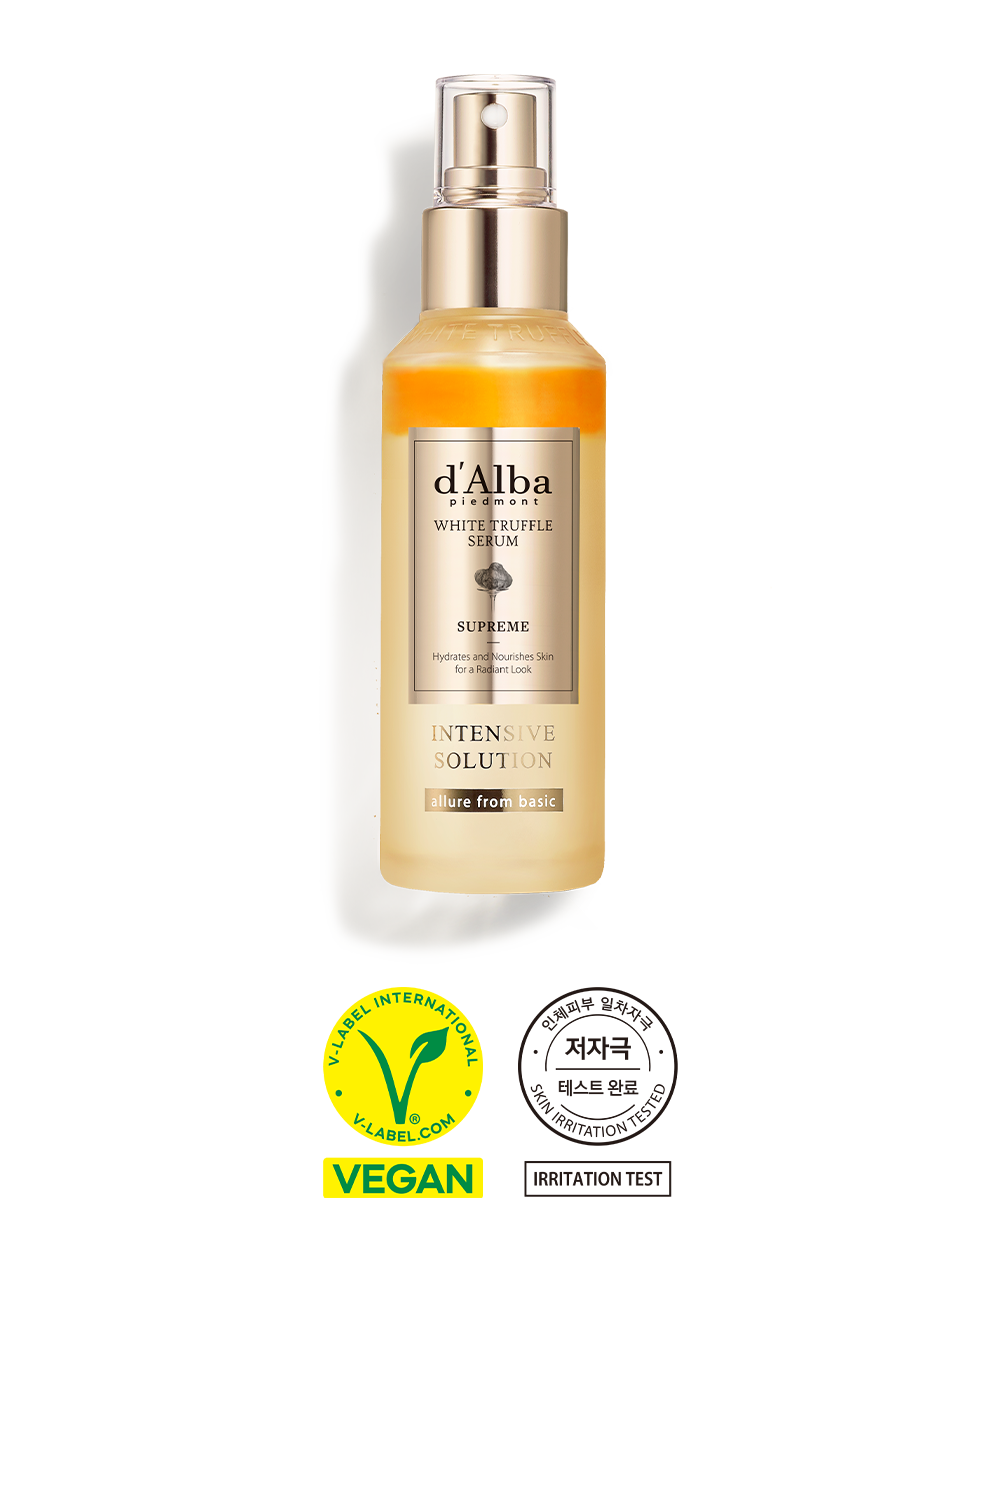 WHITE TRUFFLE
d'Alba
piedmont
WHITE TRUFFLE
SERUM
SUPREME
Hydrates and Nourishes Skin
for a Radiant Look
INTENSIVE
SOLUTION
allure from basic
V-LABEL INTERNATIONAL
®
V-LABEL.COM
VEGAN
인체피부 일차자극
저자극
테스트 완료
SKIN IRRITATION TESTED
IRRITATION TEST